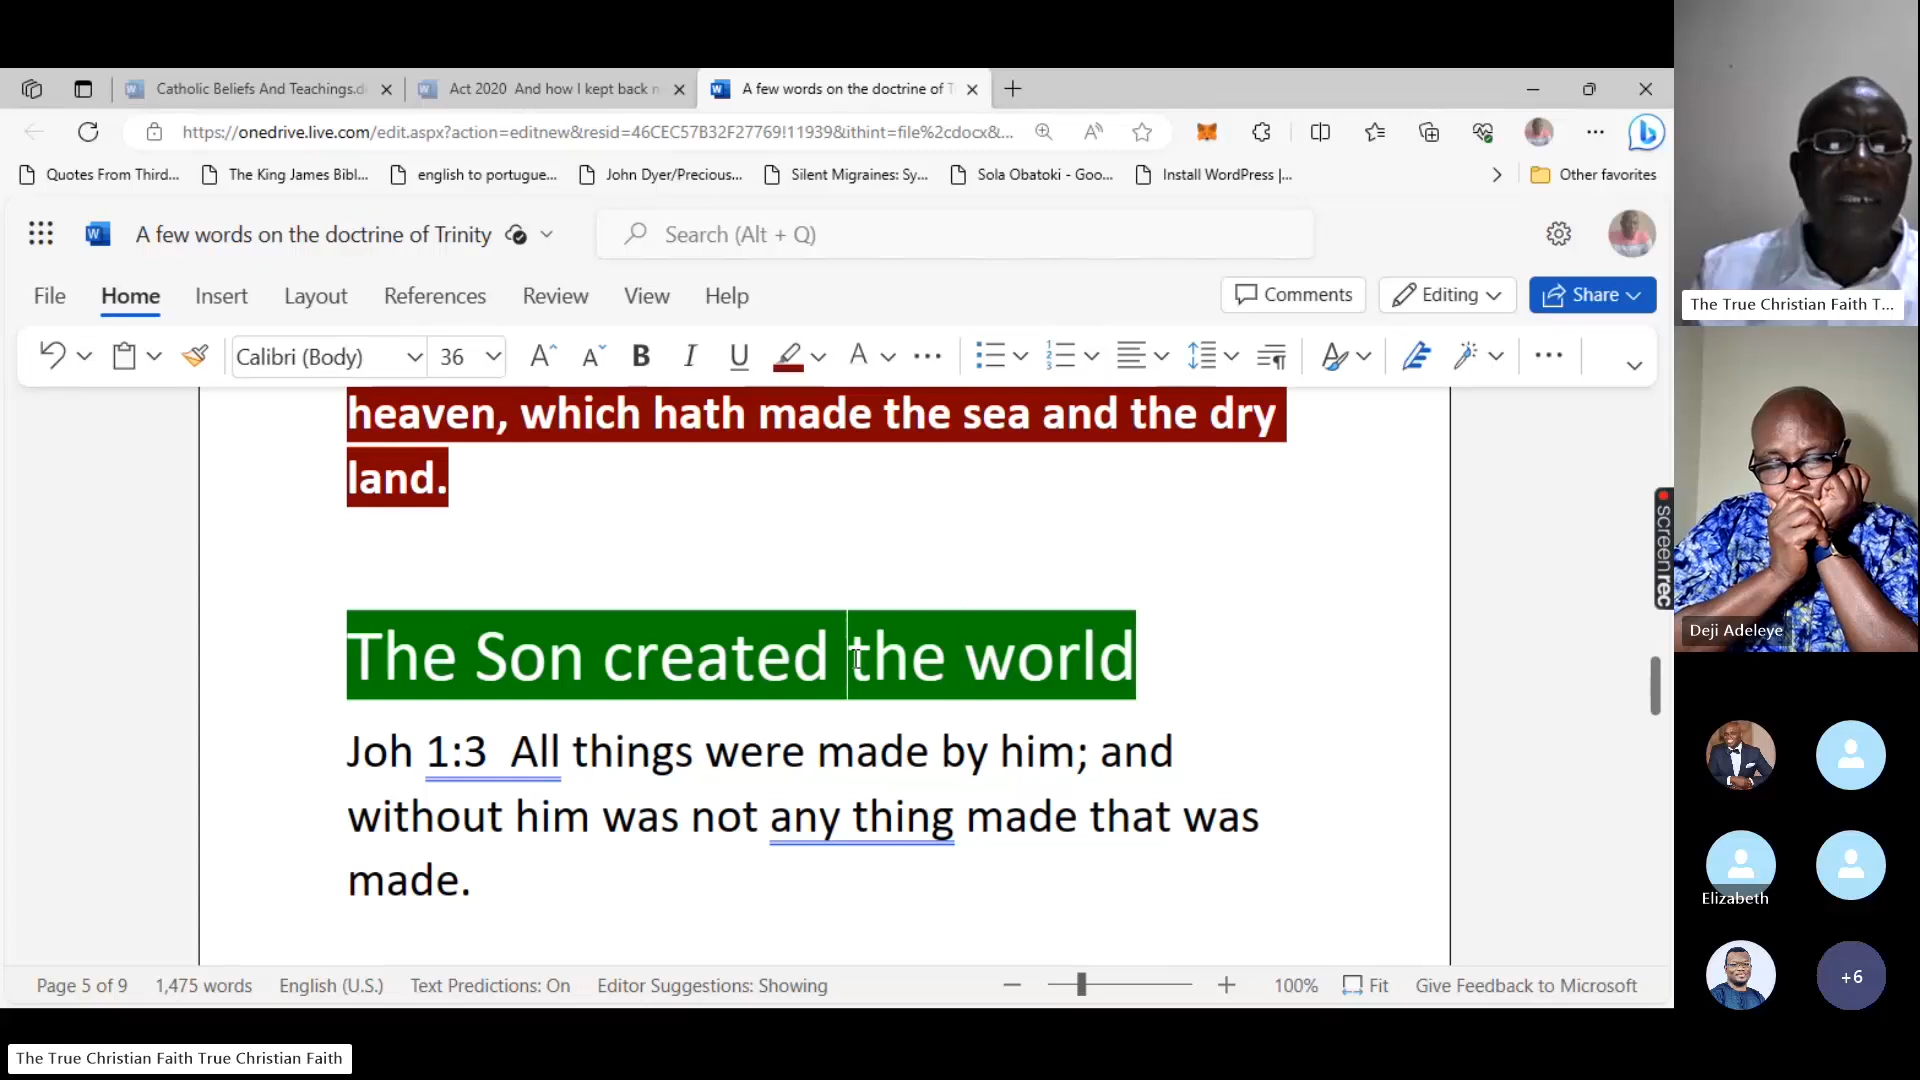 Catholic Beliefs And Teachings.d
Act 2020 And how I kept back n
A few words on the doctrine of T
https://onedrive.live.com/edit.aspx?action=editnew&resid=46CEC57B32F27769!11939&ithint=file%2cdocx&...
Quotes From Third...
The King James Bibl...
english to portugue...
John Dyer/Precious...
Silent Migraines: Sy...
Sola Obatoki - Goo...
Install WordPress |...
Other favorites
A few words on the doctrine of Trinity
Search (Alt + Q)
File Home Insert Layout References Review View Help
Comments
Editing
Share
Calibri (Body)
36
heaven, which hath made the sea and the dry
land.
The Son created the world
Joh 1:3  All things were made by him; and
without him was not any thing made that was
made.
Page 5 of 9
1,475 words
English (U.S.)
Text Predictions: On
Editor Suggestions: Showing
100%
Fit
Give Feedback to Microsoft
screenrec
The True Christian Faith T...
Deji Adeleye
Elizabeth
+6
The True Christian Faith True Christian Faith